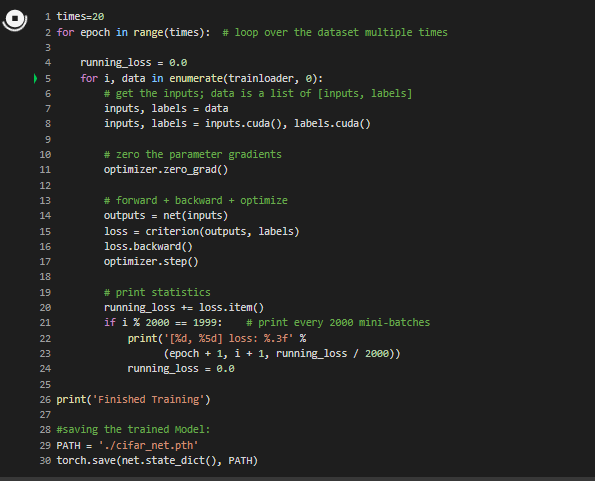 1 times=20
2 for epoch in range(times):  # loop over the dataset multiple times
3
4     running_loss = 0.0
5     for i, data in enumerate(trainloader, 0):
6         # get the inputs; data is a list of [inputs, labels]
7         inputs, labels = data
8         inputs, labels = inputs.cuda(), labels.cuda()
9
10         # zero the parameter gradients
11         optimizer.zero_grad()
12
13         # forward + backward + optimize
14         outputs = net(inputs)
15         loss = criterion(outputs, labels)
16         loss.backward()
17         optimizer.step()
18
19         # print statistics
20         running_loss += loss.item()
21         if i % 2000 == 1999:    # print every 2000 mini-batches
22             print('[%d, %5d] loss: %.3f' %
23                   (epoch + 1, i + 1, running_loss / 2000))
24             running_loss = 0.0
25
26 print('Finished Training')
27
28 #saving the trained Model:
29 PATH = './cifar_net.pth'
30 torch.save(net.state_dict(), PATH)